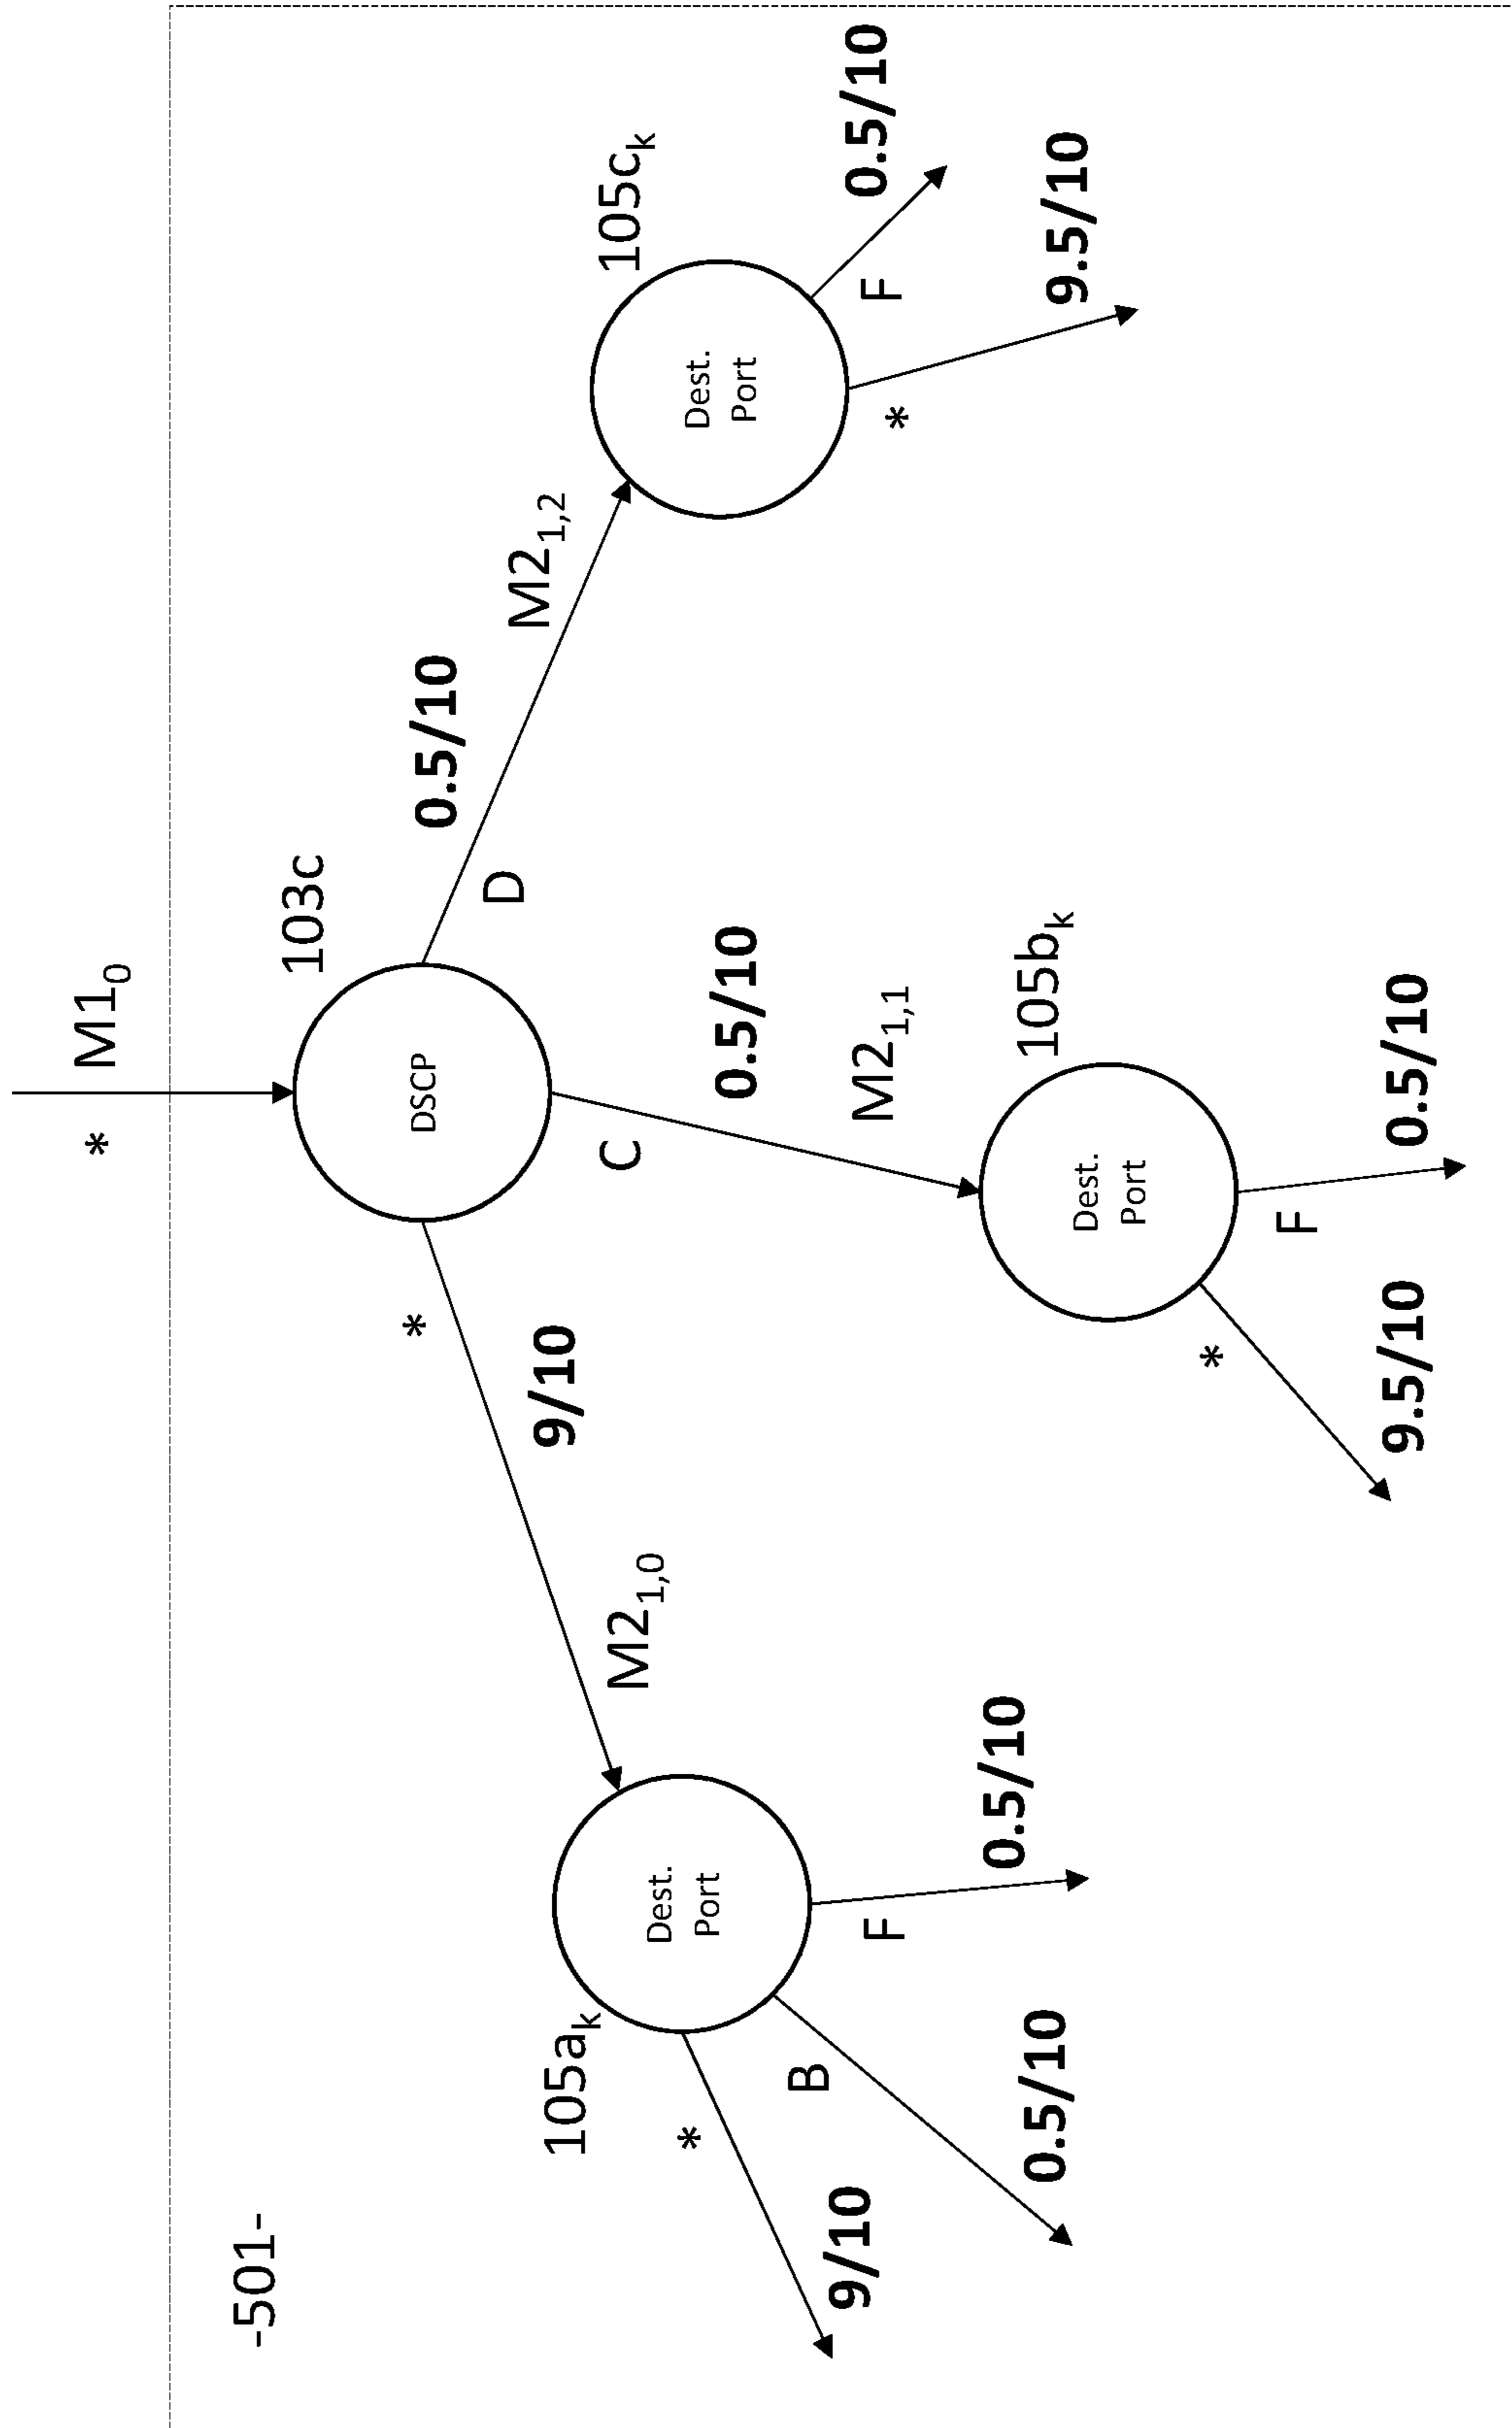 * M1₀
-501-
103c
DSCP
*
9/10
C
0.5/10
D
0.5/10
M2₁,₀
M2₁,₁
M2₁,₂
105aₖ
Dest.
Port
105bₖ
Dest.
Port
105cₖ
Dest.
Port
*
9/10
B
0.5/10
F
0.5/10
*
9.5/10
F
0.5/10
*
9.5/10
F
0.5/10